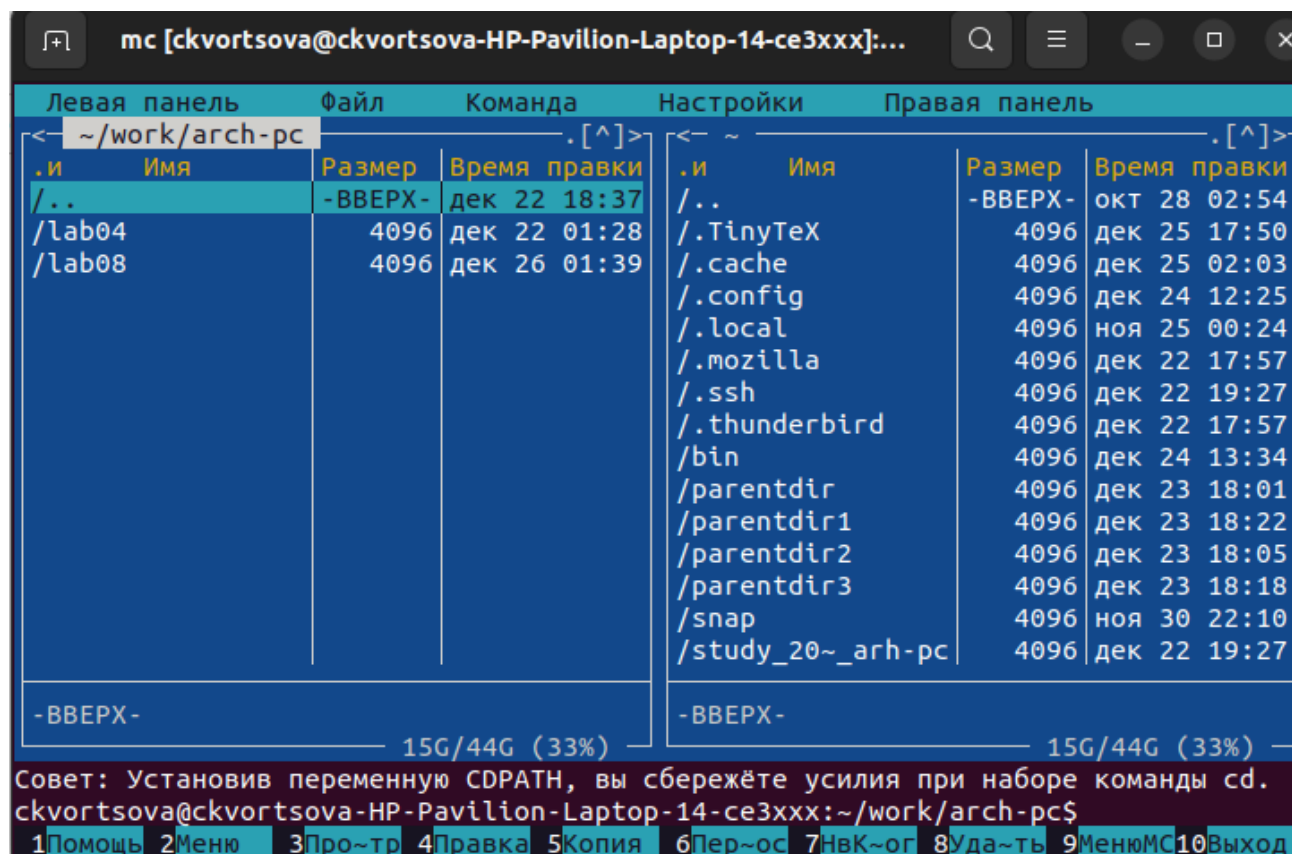 mc [ckvortsova@ckvortsova-HP-Pavilion-Laptop-14-ce3xxx]:...
Левая панель Файл Команда Настройки Правая панель
<─ ~/work/arch-pc .[^]> <─ ~ .[^]>
.и Имя Размер Время правки .и Имя Размер Время правки
/.. -ВВЕРХ- дек 22 18:37 /.. -ВВЕРХ- окт 28 02:54
/lab04 4096 дек 22 01:28 /.TinyTeX 4096 дек 25 17:50
/lab08 4096 дек 26 01:39 /.cache 4096 дек 25 02:03
/.config 4096 дек 24 12:25
/.local 4096 ноя 25 00:24
/.mozilla 4096 дек 22 17:57
/.ssh 4096 дек 22 19:27
/.thunderbird 4096 дек 22 17:57
/bin 4096 дек 24 13:34
/parentdir 4096 дек 23 18:01
/parentdir1 4096 дек 23 18:22
/parentdir2 4096 дек 23 18:05
/parentdir3 4096 дек 23 18:18
/snap 4096 ноя 30 22:10
/study_20~_arh-pc 4096 дек 22 19:27
-ВВЕРХ- -ВВЕРХ-
15G/44G (33%) 15G/44G (33%)
Совет: Установив переменную CDPATH, вы сбережёте усилия при наборе команды cd.
ckvortsova@ckvortsova-HP-Pavilion-Laptop-14-ce3xxx:~/work/arch-pc$
1Помощь 2Меню 3Про~тр 4Правка 5Копия 6Пер~ос 7НвК~ог 8Уда~ть 9МенюМС 10Выход